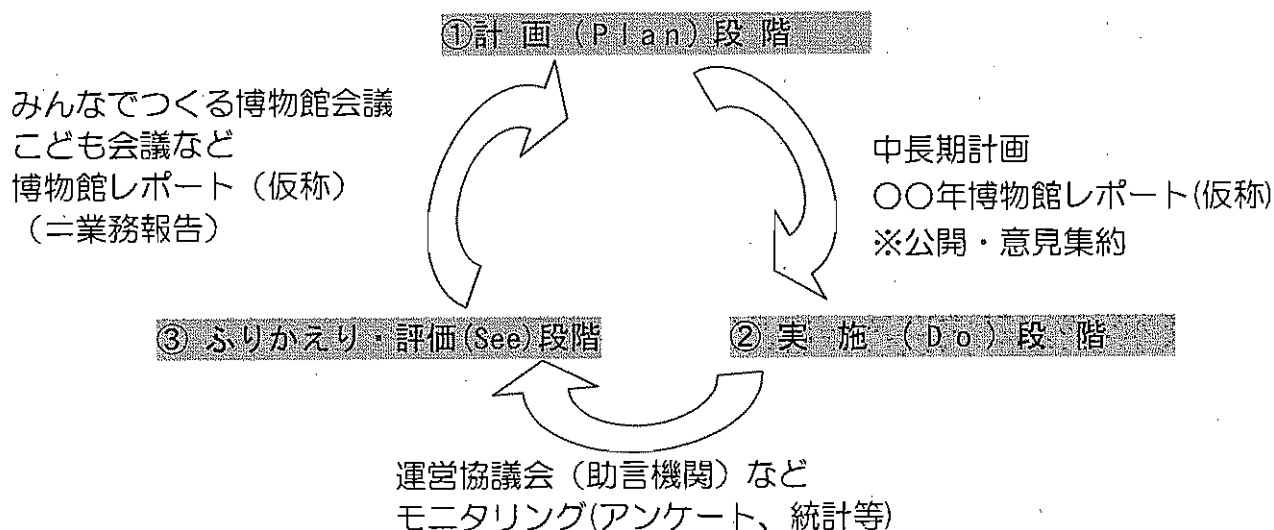 ①計画(Plan)段階
みんなでつくる博物館会議
こども会議など
博物館レポート(仮称)
(=業務報告)
中長期計画
〇〇年博物館レポート(仮称)
※公開・意見集約
③ ふりかえり・評価(See)段階
② 実施(Do)段階
運営協議会(助言機関)など
モニタリング(アンケート、統計等)